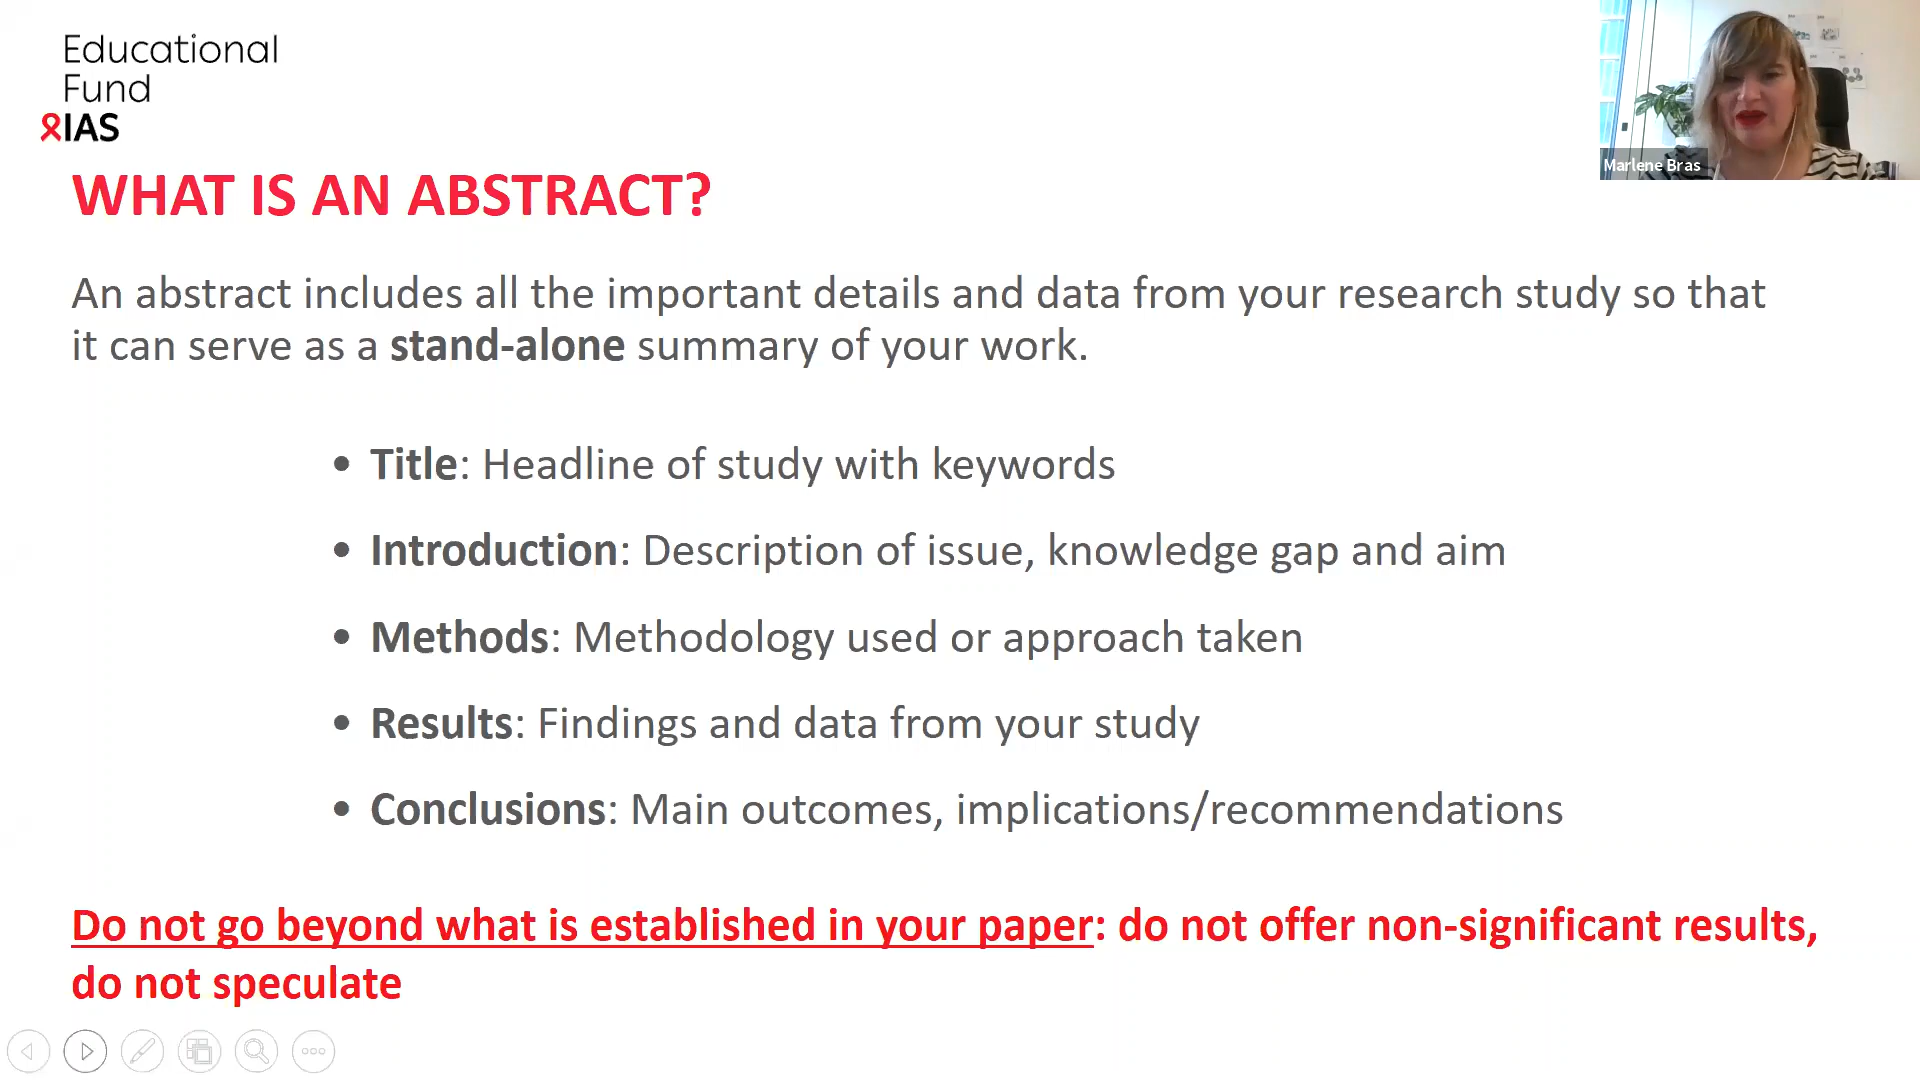 Educational
Fund
IAS
Marlene Bras
WHAT IS AN ABSTRACT?
An abstract includes all the important details and data from your research study so that
it can serve as a stand-alone summary of your work.
• Title: Headline of study with keywords
• Introduction: Description of issue, knowledge gap and aim
• Methods: Methodology used or approach taken
• Results: Findings and data from your study
• Conclusions: Main outcomes, implications/recommendations
Do not go beyond what is established in your paper: do not offer non-significant results,
do not speculate